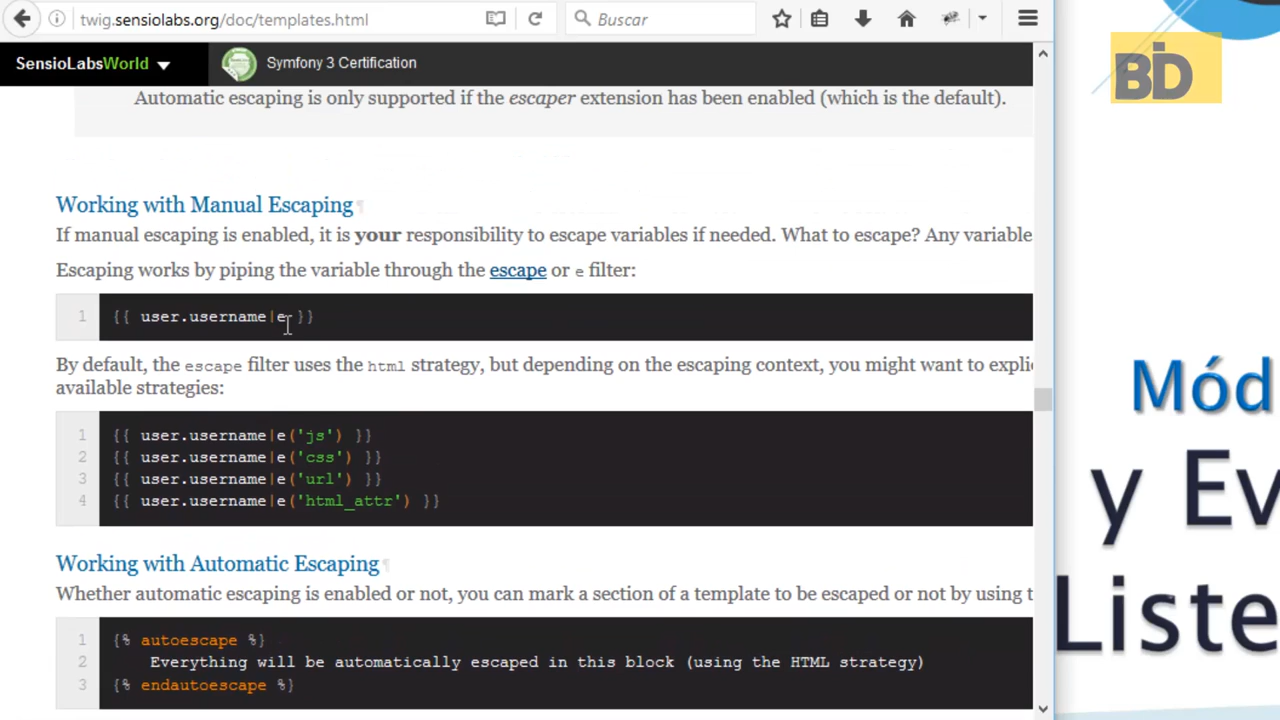 twig.sensiolabs.org/doc/templates.html
Buscar
SensioLabsWorld
Symfony 3 Certification
BID
Automatic escaping is only supported if the escaper extension has been enabled (which is the default).
Working with Manual Escaping ¶
If manual escaping is enabled, it is your responsibility to escape variables if needed. What to escape? Any variable
Escaping works by piping the variable through the escape or e filter:
1 {{ user.username|e }}
By default, the escape filter uses the html strategy, but depending on the escaping context, you might want to explic
available strategies:
1 {{ user.username|e('js') }}
2 {{ user.username|e('css') }}
3 {{ user.username|e('url') }}
4 {{ user.username|e('html_attr') }}
Working with Automatic Escaping ¶
Whether automatic escaping is enabled or not, you can mark a section of a template to be escaped or not by using t
1 {% autoescape %}
2 Everything will be automatically escaped in this block (using the HTML strategy)
3 {% endautoescape %}
Mód
y Ev
Liste